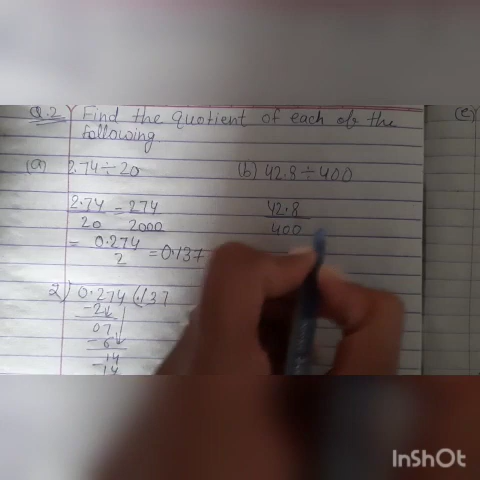 Q.2 Find the quotient of each of the
following.
(a) 2.74÷20
(b) 42.8÷400
(e)
2.74 = 274
20 2000
= 0.274 = 0.137
2
42.8
400
2)0.274(.137
-2↓
07
-6↓
14
-14
InShOt